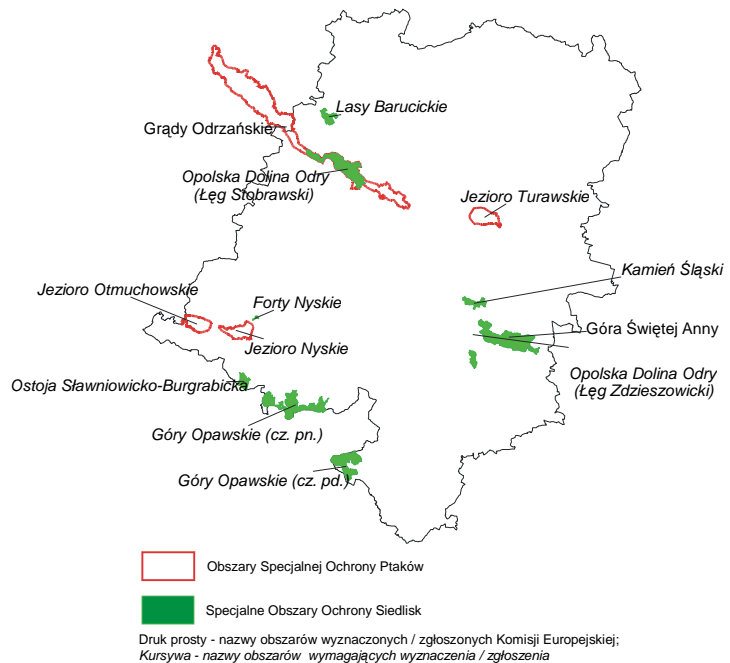 Lasy Barucickie
Grądy Odrzańskie
Opolska Dolina Odry
(Łęg Stobrawski)
Jezioro Turawskie
Kamień Śląski
Jezioro Otmuchowskie
Forty Nyskie
Góra Świętej Anny
Jezioro Nyskie
Opolska Dolina Odry
(Łęg Zdzieszowicki)
Ostoja Sławniowicko-Burgrabicka
Góry Opawskie (cz. pn.)
Góry Opawskie (cz. pd.)
Obszary Specjalnej Ochrony Ptaków
Specjalne Obszary Ochrony Siedlisk
Druk prosty - nazwy obszarów wyznaczonych / zgłoszonych Komisji Europejskiej;
Kursywa - nazwy obszarów wymagających wyznaczenia / zgłoszenia